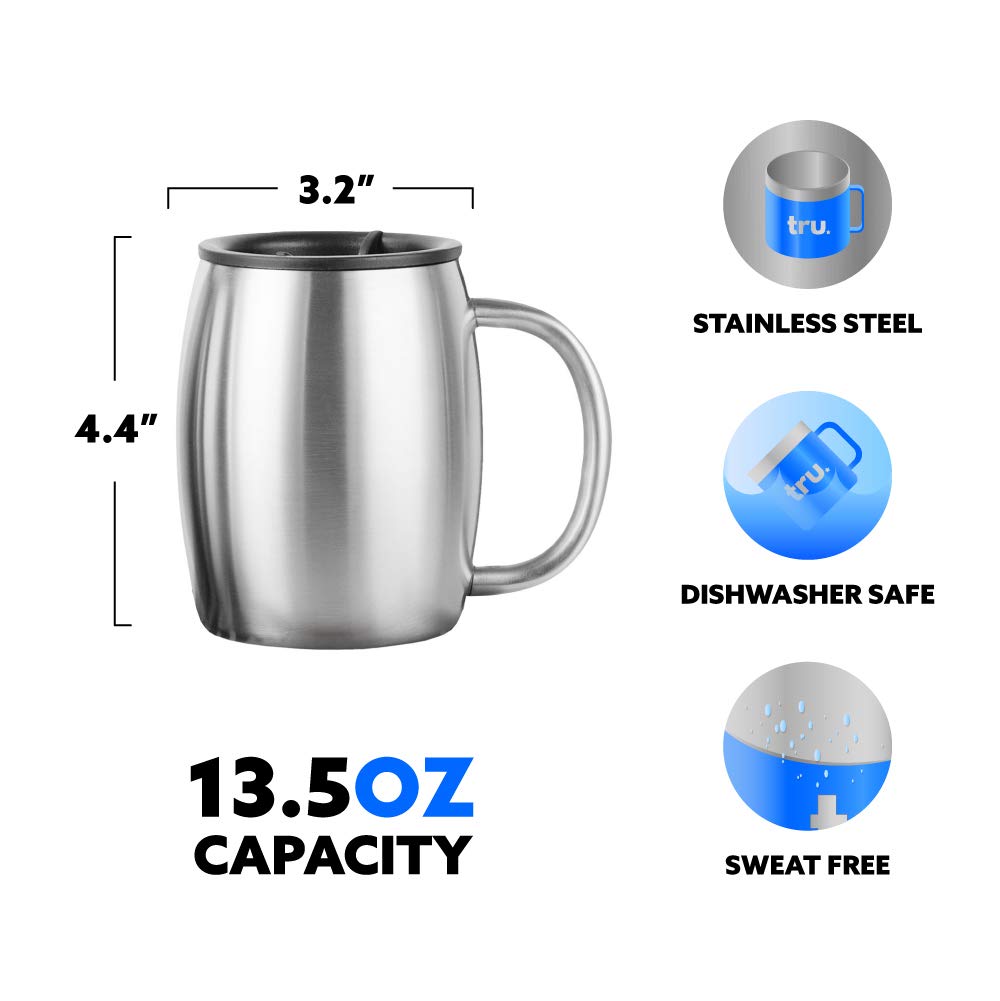 3.2”
4.4”
13.5OZ
CAPACITY
tru.
STAINLESS STEEL
tru.
DISHWASHER SAFE
SWEAT FREE